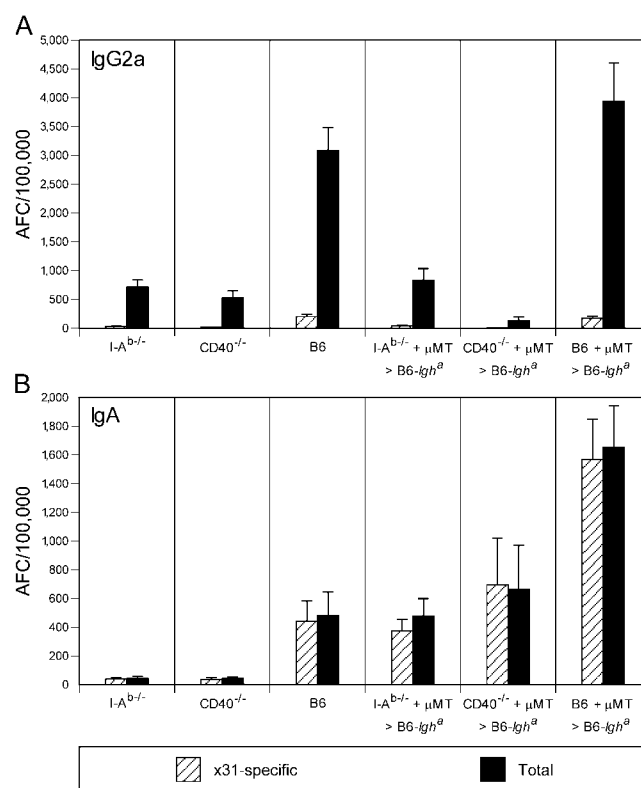 A
IgG2a
AFC/100,000
5,000
4,500
4,000
3,500
3,000
2,500
2,000
1,500
1,000
500
0
I-Ab-/- CD40-/- B6 I-Ab-/- + μMT CD40-/- + μMT B6 + μMT
> B6-Igha > B6-Igha > B6-Igha
B
IgA
AFC/100,000
2,000
1,800
1,600
1,400
1,200
1,000
800
600
400
200
0
I-Ab-/- CD40-/- B6 I-Ab-/- + μMT CD40-/- + μMT B6 + μMT
> B6-Igha > B6-Igha > B6-Igha
x31-specific Total